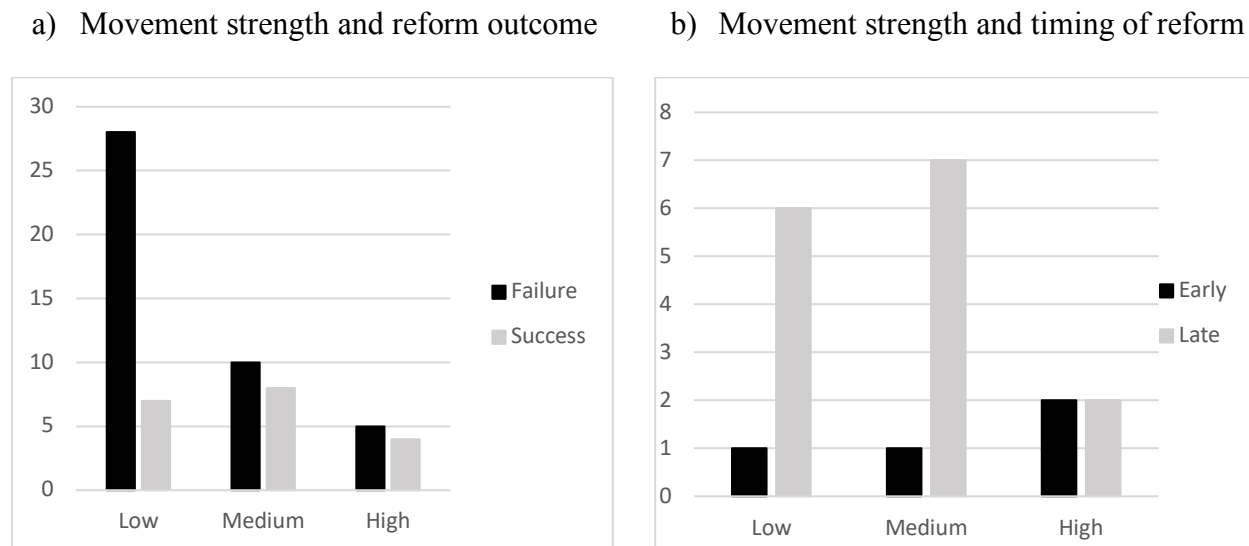 a) Movement strength and reform outcome
30
25
20
15
10
5
0
Low Medium High
Failure
Success
b) Movement strength and timing of reform
8
7
6
5
4
3
2
1
0
Low Medium High
Early
Late